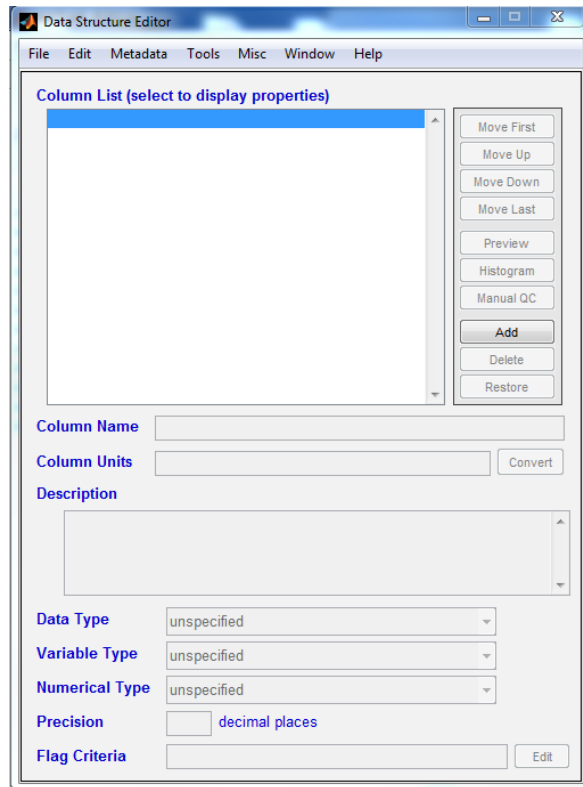 Data Structure Editor
File Edit Metadata Tools Misc Window Help
Column List (select to display properties)
Move First
Move Up
Move Down
Move Last
Preview
Histogram
Manual QC
Add
Delete
Restore
Column Name
Column Units Convert
Description
Data Type unspecified
Variable Type unspecified
Numerical Type unspecified
Precision decimal places
Flag Criteria Edit